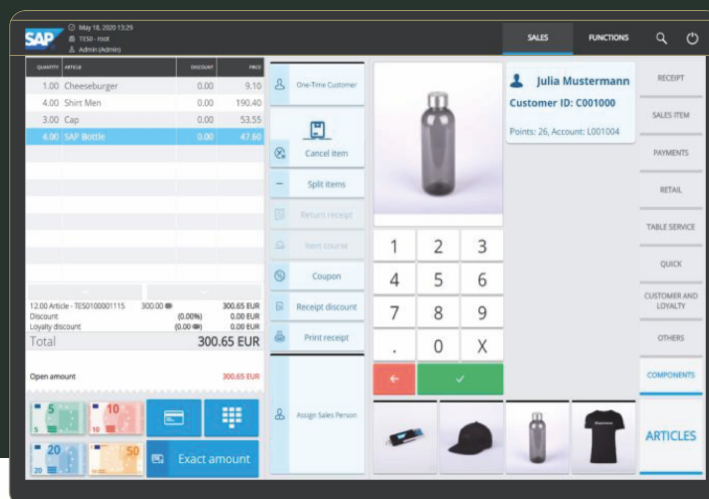 SAP
May 18, 2020 13:29
TES0 - root
Admin (Admin)
SALES
FUNCTIONS
QUANTITY ARTICLE DISCOUNT PRICE
1.00 Cheeseburger 0.00 9.10
4.00 Shirt Men 0.00 190.40
3.00 Cap 0.00 53.55
4.00 SAP Bottle 0.00 47.60
12.00 Article - TES0100001115 300.00 300.65 EUR
Discount (0.00%) 0.00 EUR
Loyalty discount (0.00) 0.00 EUR
Total 300.65 EUR
Open amount 300.65 EUR
5
5
10
10
20
20
50
Exact amount
One-Time Customer
Cancel item
Split items
Return receipt
Item course
Coupon
Receipt discount
Print receipt
Assign Sales Person
1 2 3
4 5 6
7 8 9
. 0 X
Julia Mustermann
Customer ID: C001000
Points: 26, Account: L001004
RECEIPT
SALES ITEM
PAYMENTS
RETAIL
TABLE SERVICE
QUICK
CUSTOMER AND
LOYALTY
OTHERS
COMPONENTS
ARTICLES